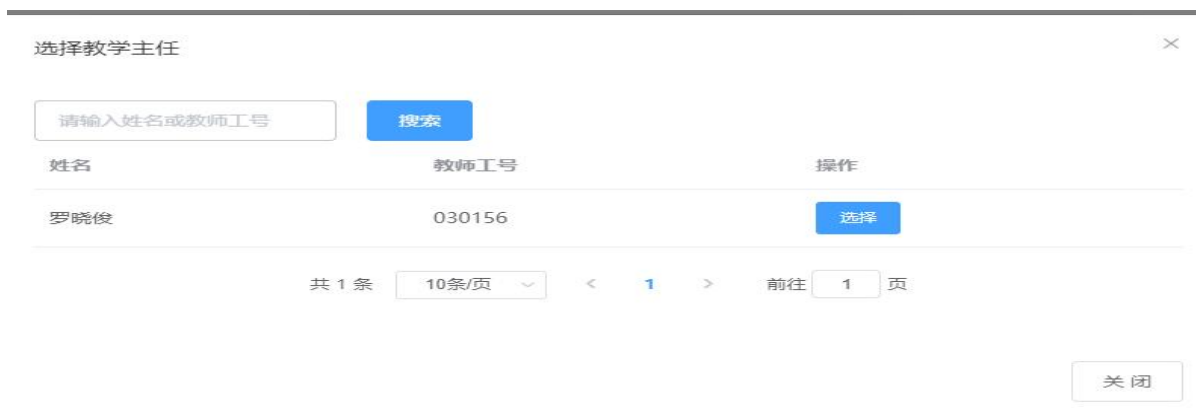 选择教学主任
请输入姓名或教师工号 搜索
姓名 教师工号 操作
罗晓俊 030156 选择
共 1 条 10条/页 < 1 > 前往 1 页
关 闭